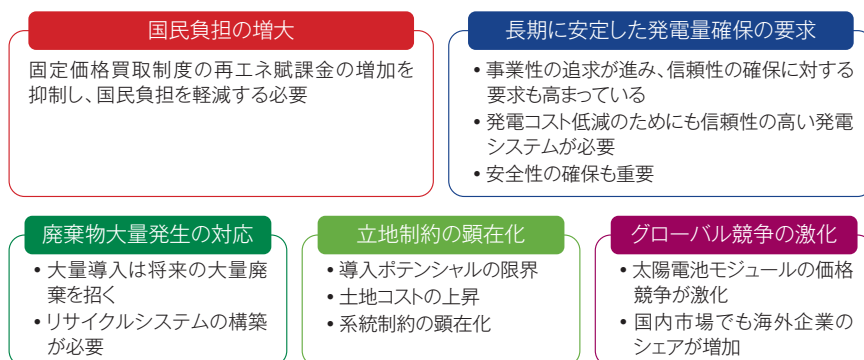 国民負担の増大
固定価格買取制度の再エネ賦課金の増加を
抑制し、国民負担を軽減する必要
長期に安定した発電量確保の要求
• 事業性の追求が進み、信頼性の確保に対する
要求も高まっている
• 発電コスト低減のためにも信頼性の高い発電
システムが必要
• 安全性の確保も重要
廃棄物大量発生の対応
• 大量導入は将来の大量廃
棄を招く
• リサイクルシステムの構築
が必要
立地制約の顕在化
• 導入ポテンシャルの限界
• 土地コストの上昇
• 系統制約の顕在化
グローバル競争の激化
• 太陽電池モジュールの価格
競争が激化
• 国内市場でも海外企業の
シェアが増加